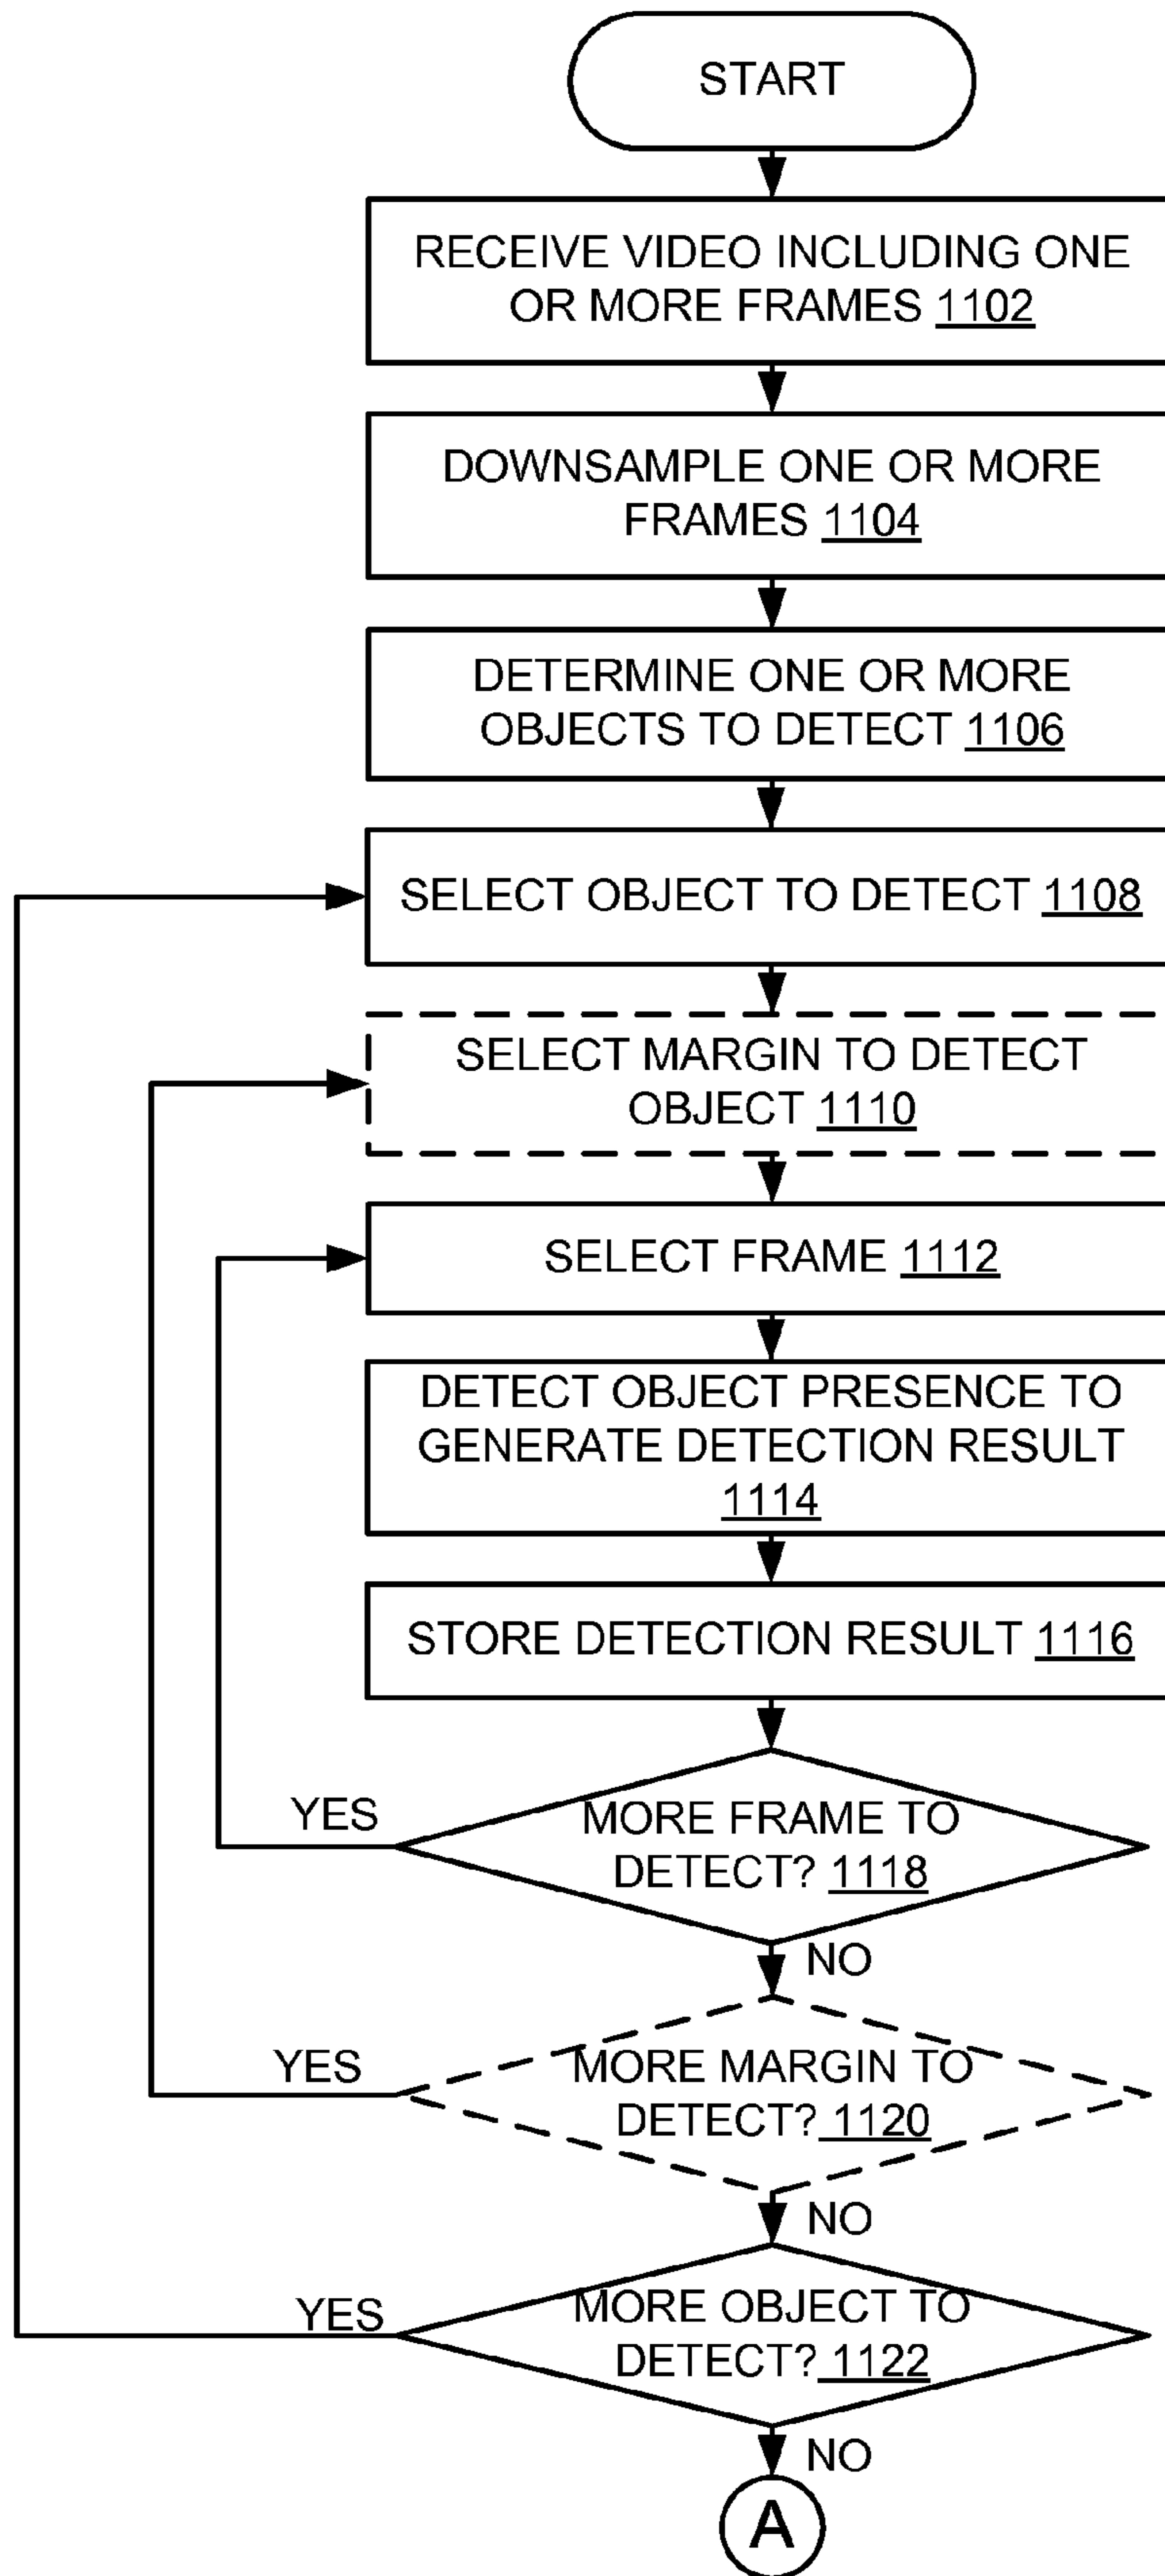 START
RECEIVE VIDEO INCLUDING ONE
OR MORE FRAMES 1102
DOWNSAMPLE ONE OR MORE
FRAMES 1104
DETERMINE ONE OR MORE
OBJECTS TO DETECT 1106
SELECT OBJECT TO DETECT 1108
SELECT MARGIN TO DETECT
OBJECT 1110
SELECT FRAME 1112
DETECT OBJECT PRESENCE TO
GENERATE DETECTION RESULT
1114
STORE DETECTION RESULT 1116
YES
MORE FRAME TO
DETECT? 1118
NO
YES
MORE MARGIN TO
DETECT? 1120
NO
YES
MORE OBJECT TO
DETECT? 1122
NO
A